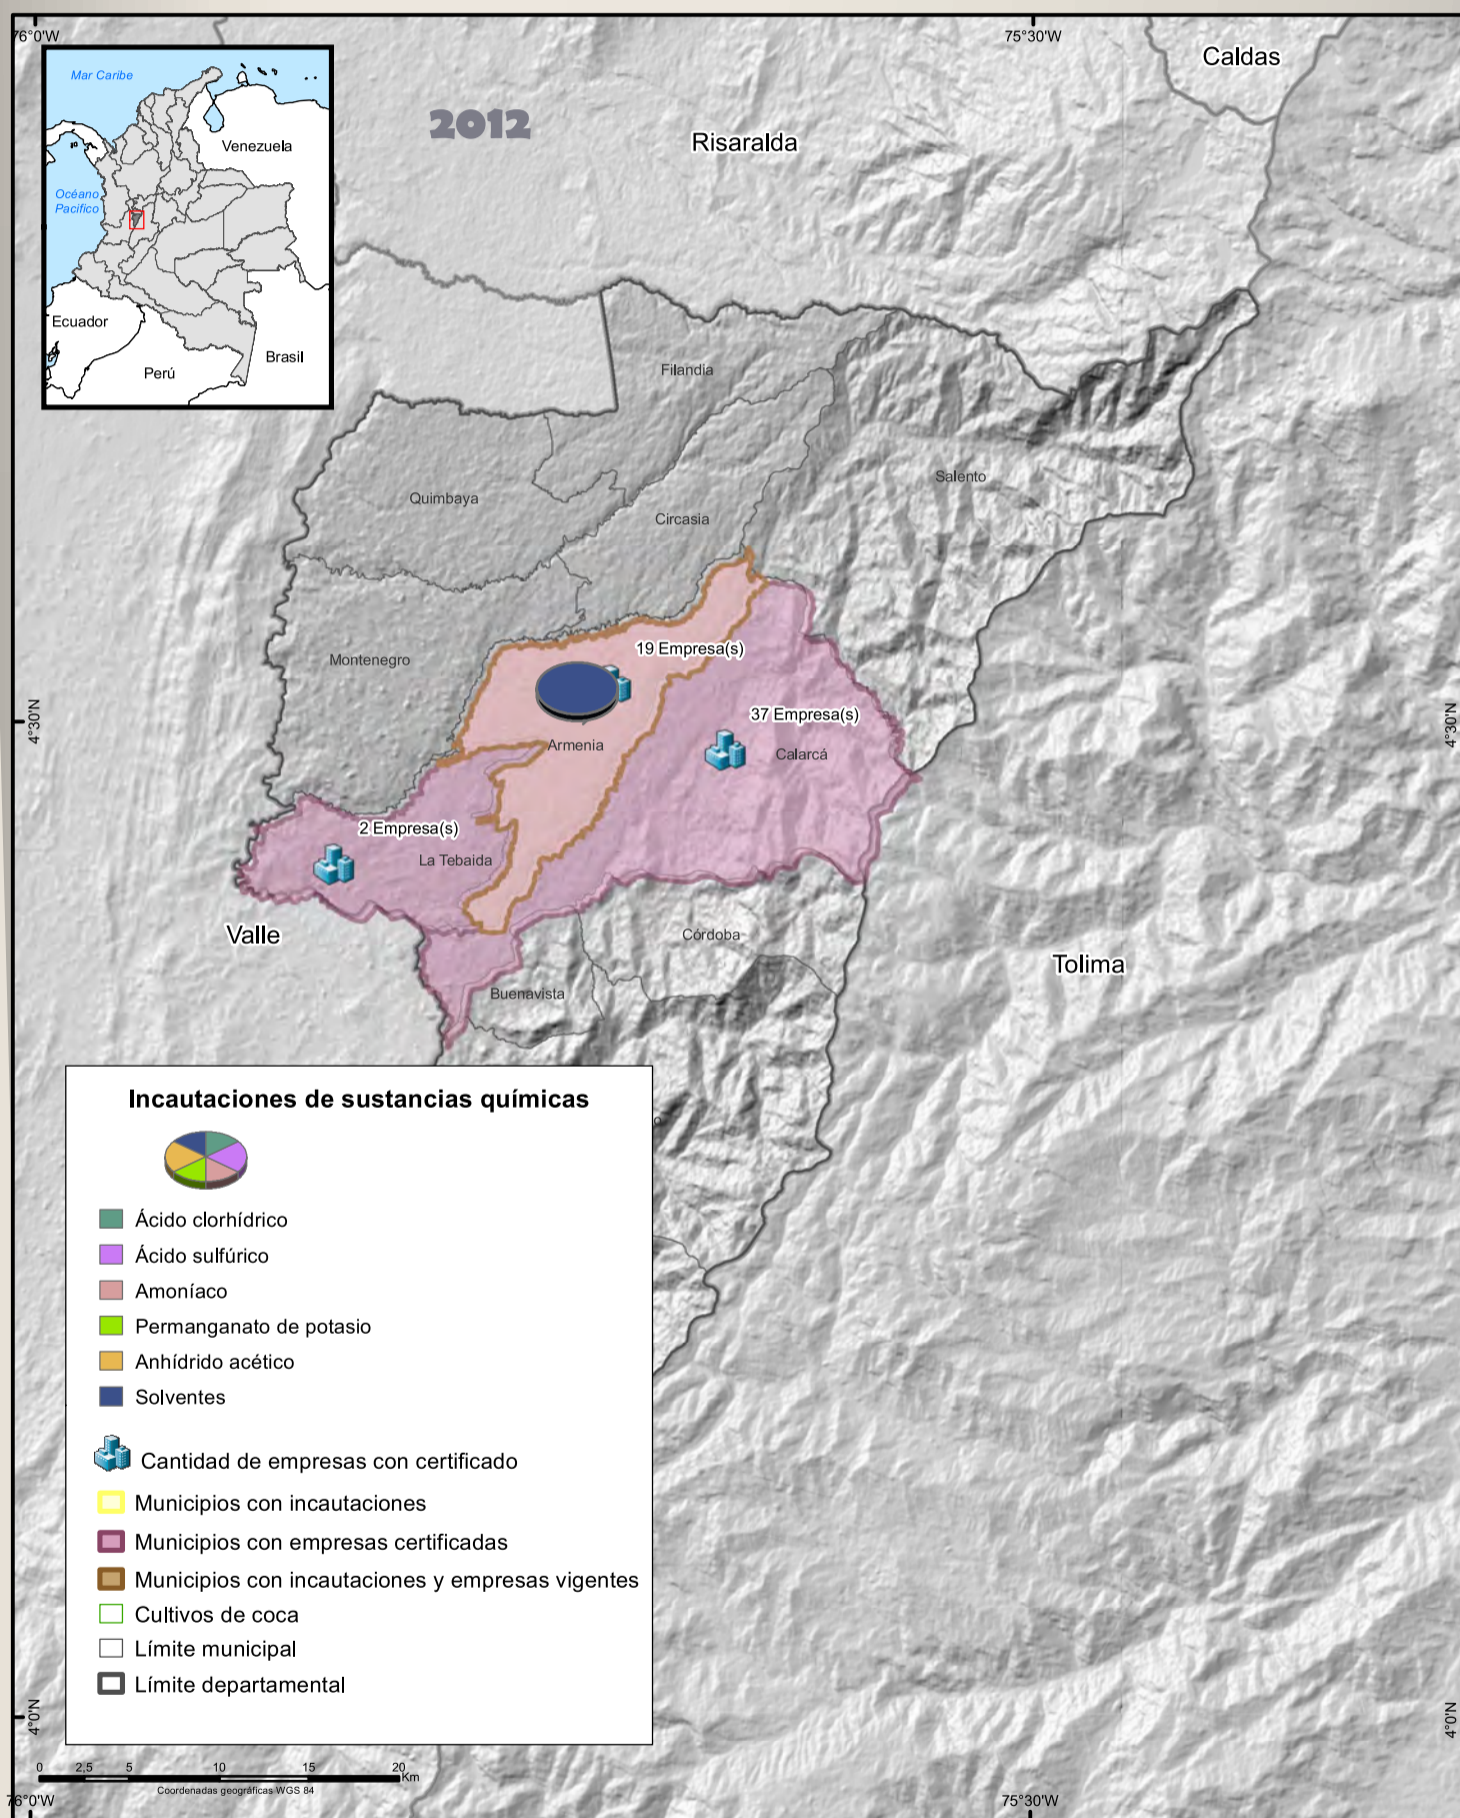 76°0'W
75°30'W
Caldas
Mar Caribe
2012
Risaralda
Venezuela
Océano
Pacifico
Ecuador
Brasil
Perú
Filandia
Salento
Quimbaya
Circasia
19 Empresa(s)
Montenegro
4°30'N
4°30'N
37 Empresa(s)
Armenia
Calarcá
2 Empresa(s)
La Tebaida
Valle
Córdoba
Tolima
Buenavista
Incautaciones de sustancias químicas
Ácido clorhídrico
Ácido sulfúrico
Amoníaco
Permanganato de potasio
Anhídrido acético
Solventes
Cantidad de empresas con certificado
Municipios con incautaciones
Municipios con empresas certificadas
Municipios con incautaciones y empresas vigentes
Cultivos de coca
Límite municipal
Límite departamental
4°0'N
4°0'N
0 2,5 5 10 15 20
Km
Coordenadas geográficas WGS 84
76°0'W
75°30'W